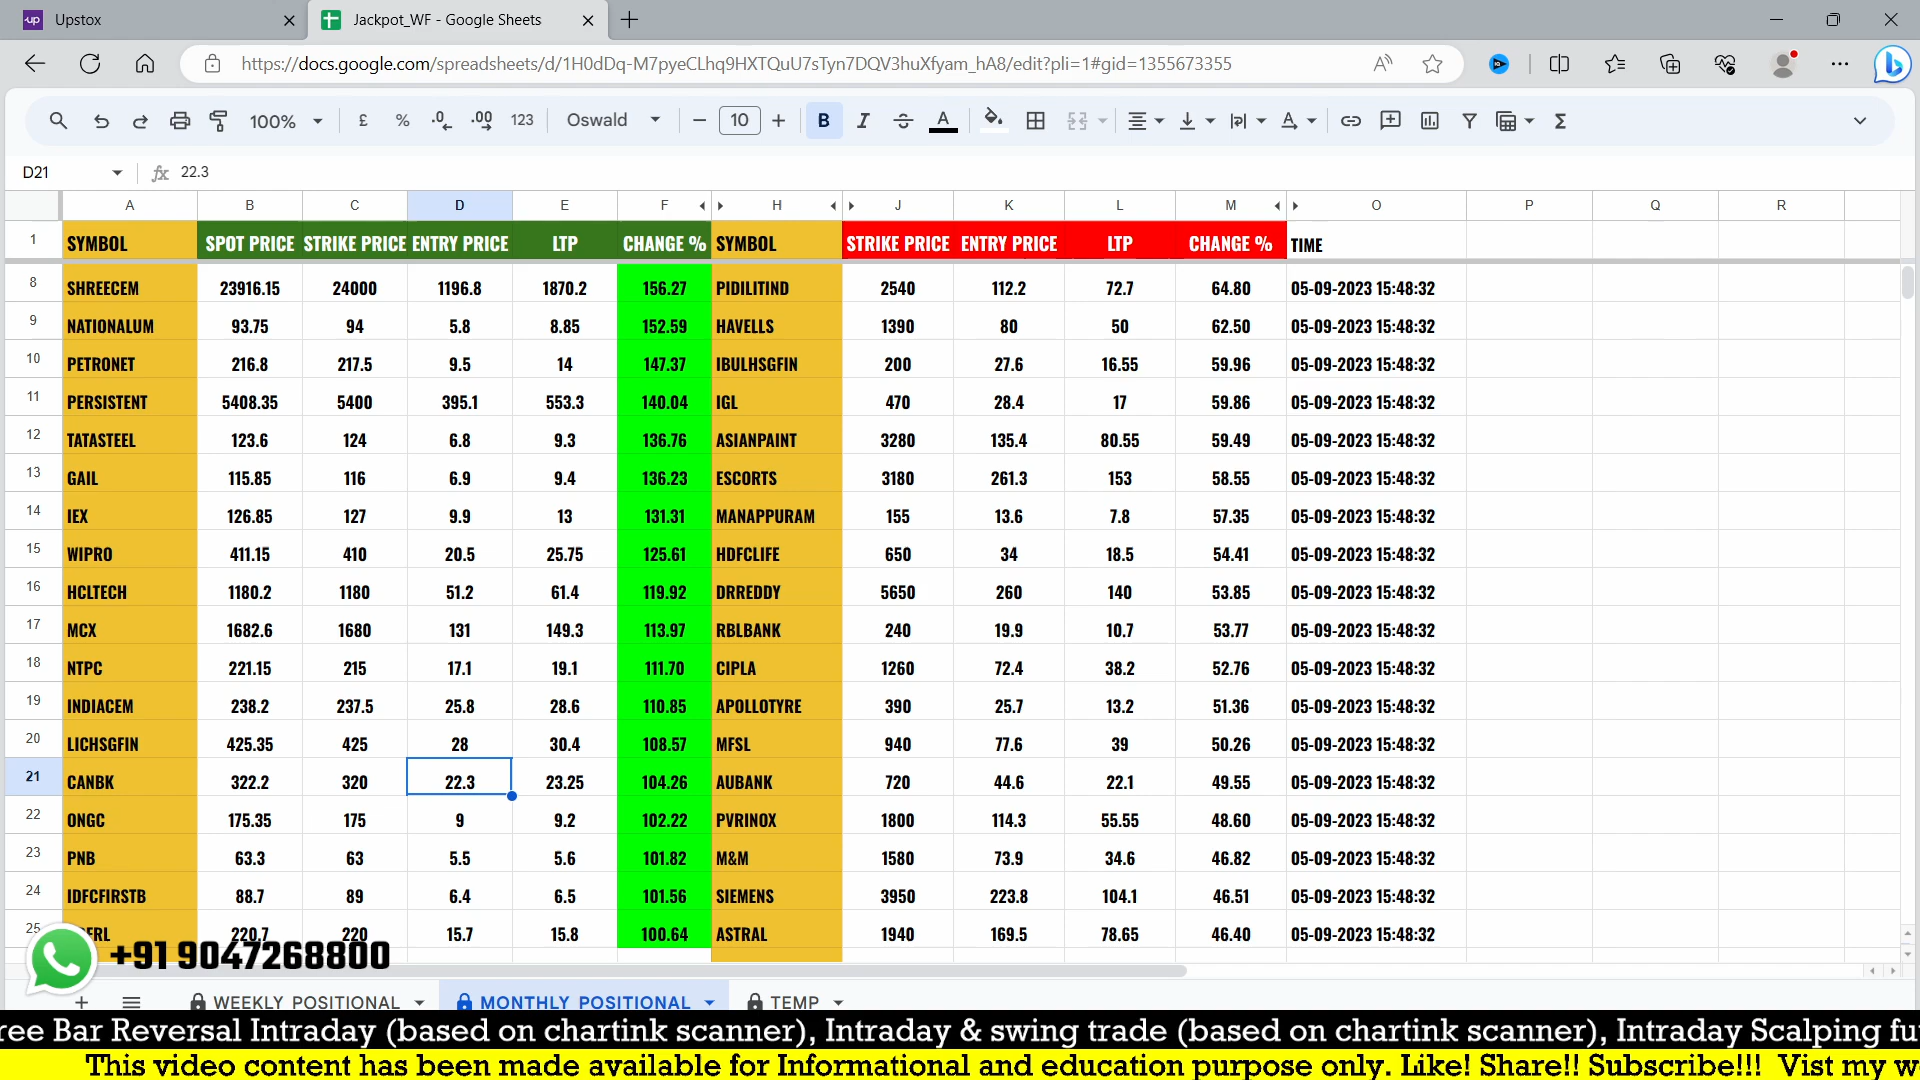 Upstox
Jackpot_WF - Google Sheets
https://docs.google.com/spreadsheets/d/1H0dDq-M7pyeCLhq9HXTQuU7sTyn7DQV3huXfyam_hA8/edit?pli=1#gid=1355673355
100% £ % .0 .00 123 Oswald 10 B I A
D21 fx 22.3
A B C D E F H J K L M O P Q R
1 SYMBOL SPOT PRICE STRIKE PRICE ENTRY PRICE LTP CHANGE % SYMBOL STRIKE PRICE ENTRY PRICE LTP CHANGE % TIME
8 SHREECEM 23916.15 24000 1196.8 1870.2 156.27 PIDILITIND 2540 112.2 72.7 64.80 05-09-2023 15:48:32
9 NATIONALUM 93.75 94 5.8 8.85 152.59 HAVELLS 1390 80 50 62.50 05-09-2023 15:48:32
10 PETRONET 216.8 217.5 9.5 14 147.37 IBULHSGFIN 200 27.6 16.55 59.96 05-09-2023 15:48:32
11 PERSISTENT 5408.35 5400 395.1 553.3 140.04 IGL 470 28.4 17 59.86 05-09-2023 15:48:32
12 TATASTEEL 123.6 124 6.8 9.3 136.76 ASIANPAINT 3280 135.4 80.55 59.49 05-09-2023 15:48:32
13 GAIL 115.85 116 6.9 9.4 136.23 ESCORTS 3180 261.3 153 58.55 05-09-2023 15:48:32
14 IEX 126.85 127 9.9 13 131.31 MANAPPURAM 155 13.6 7.8 57.35 05-09-2023 15:48:32
15 WIPRO 411.15 410 20.5 25.75 125.61 HDFCLIFE 650 34 18.5 54.41 05-09-2023 15:48:32
16 HCLTECH 1180.2 1180 51.2 61.4 119.92 DRREDDY 5650 260 140 53.85 05-09-2023 15:48:32
17 MCX 1682.6 1680 131 149.3 113.97 RBLBANK 240 19.9 10.7 53.77 05-09-2023 15:48:32
18 NTPC 221.15 215 17.1 19.1 111.70 CIPLA 1260 72.4 38.2 52.76 05-09-2023 15:48:32
19 INDIACEM 238.2 237.5 25.8 28.6 110.85 APOLLOTYRE 390 25.7 13.2 51.36 05-09-2023 15:48:32
20 LICHSGFIN 425.35 425 28 30.4 108.57 MFSL 940 77.6 39 50.26 05-09-2023 15:48:32
21 CANBK 322.2 320 22.3 23.25 104.26 AUBANK 720 44.6 22.1 49.55 05-09-2023 15:48:32
22 ONGC 175.35 175 9 9.2 102.22 PVRINOX 1800 114.3 55.55 48.60 05-09-2023 15:48:32
23 PNB 63.3 63 5.5 5.6 101.82 M&M 1580 73.9 34.6 46.82 05-09-2023 15:48:32
24 IDFCFIRSTB 88.7 89 6.4 6.5 101.56 SIEMENS 3950 223.8 104.1 46.51 05-09-2023 15:48:32
25 ERL 220.7 220 15.7 15.8 100.64 ASTRAL 1940 169.5 78.65 46.40 05-09-2023 15:48:32
+91 9047268800
WEEKLY POSITIONAL MONTHLY POSITIONAL TEMP
ree Bar Reversal Intraday (based on chartink scanner), Intraday & swing trade (based on chartink scanner), Intraday Scalping fu
This video content has been made available for Informational and education purpose only. Like! Share!! Subscribe!!! Vist my w